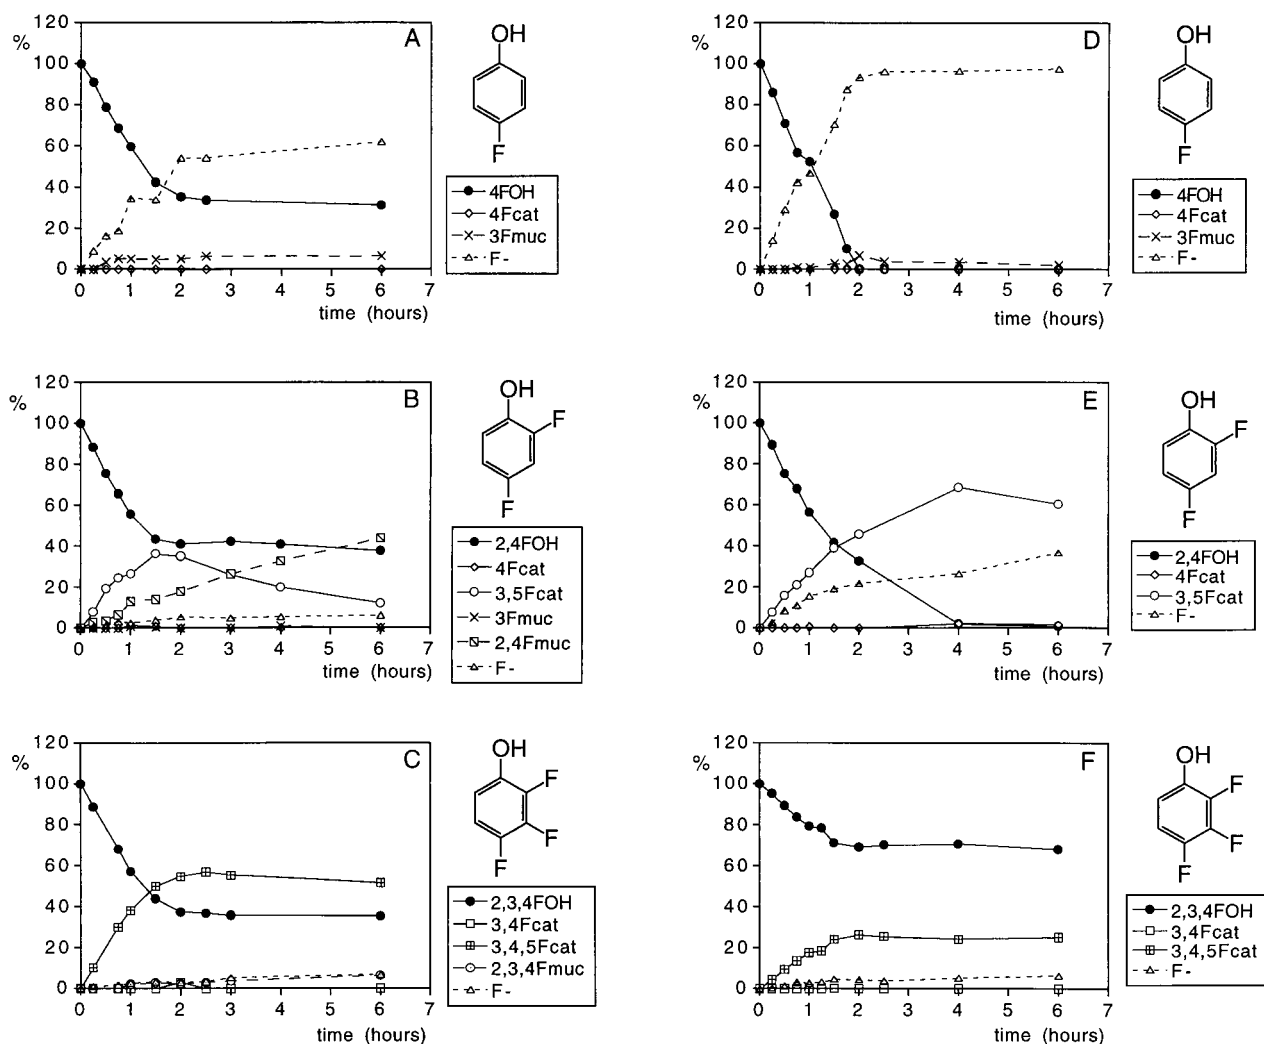 A
%
120
100
80
60
40
20
0
0 1 2 3 4 5 6 7
time (hours)
OH
F
4FOH
4Fcat
3Fmuc
F-
D
%
120
100
80
60
40
20
0
0 1 2 3 4 5 6 7
time (hours)
OH
F
4FOH
4Fcat
3Fmuc
F-
B
%
120
100
80
60
40
20
0
0 1 2 3 4 5 6 7
time (hours)
OH
F
F
2,4FOH
4Fcat
3,5Fcat
3Fmuc
2,4Fmuc
F-
E
%
120
100
80
60
40
20
0
0 1 2 3 4 5 6 7
time (hours)
OH
F
F
2,4FOH
4Fcat
3,5Fcat
F-
C
%
120
100
80
60
40
20
0
0 1 2 3 4 5 6 7
time (hours)
OH
F
F
F
2,3,4FOH
3,4Fcat
3,4,5Fcat
2,3,4Fmuc
F-
F
%
120
100
80
60
40
20
0
0 1 2 3 4 5 6 7
time (hours)
OH
F
F
F
2,3,4FOH
3,4Fcat
3,4,5Fcat
F-